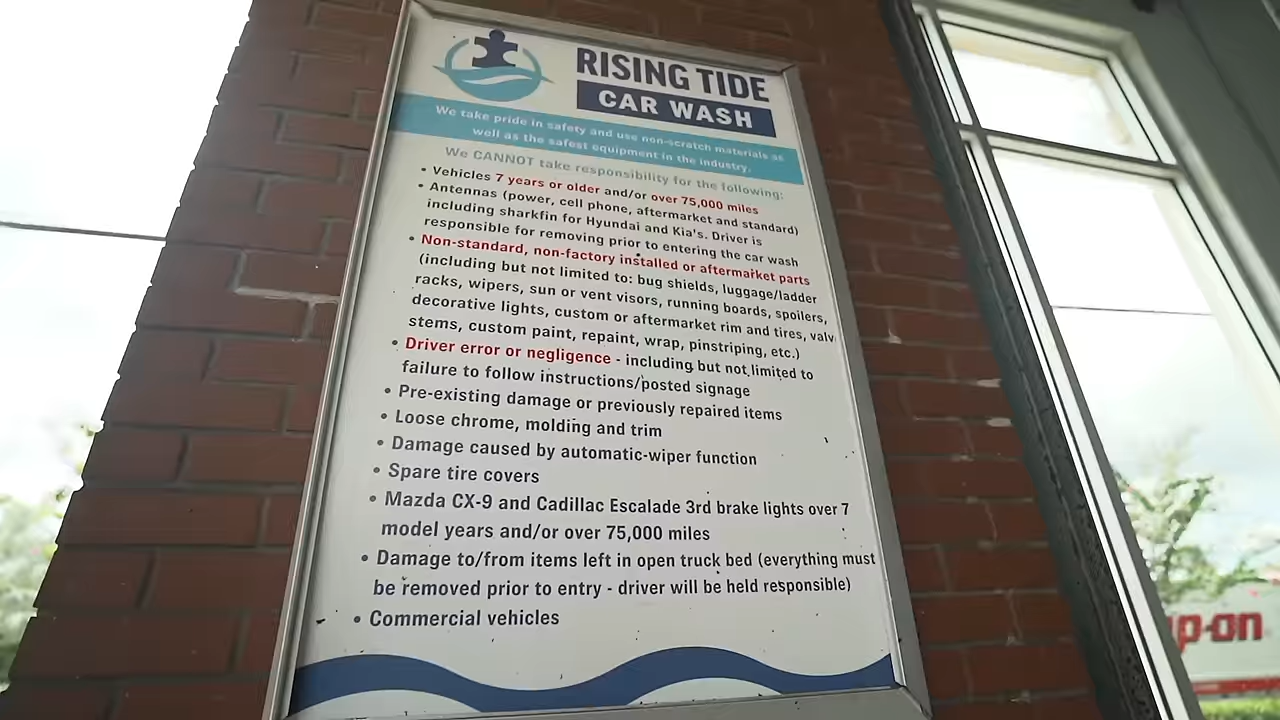 RISING TIDE
CAR WASH
We take pride in safety and use non-scratch materials as
well as the safest equipment in the industry.
We CANNOT take responsibility for the following:
• Vehicles 7 years or older and/or over 75,000 miles
• Antennas (power, cell phone, aftermarket and standard)
including sharkfin for Hyundai and Kia's. Driver is
responsible for removing prior to entering the car wash
• Non-standard, non-factory installed or aftermarket parts
(including but not limited to: bug shields, luggage/ladder
racks, wipers, sun or vent visors, running boards, spoilers,
decorative lights, custom or aftermarket rim and tires, valv
stems, custom paint, repaint, wrap, pinstriping, etc.)
• Driver error or negligence - including but not limited to
failure to follow instructions/posted signage
• Pre-existing damage or previously repaired items
• Loose chrome, molding and trim
• Damage caused by automatic-wiper function
• Spare tire covers
• Mazda CX-9 and Cadillac Escalade 3rd brake lights over 7
model years and/or over 75,000 miles
• Damage to/from items left in open truck bed (everything must
be removed prior to entry - driver will be held responsible)
• Commercial vehicles
p-on